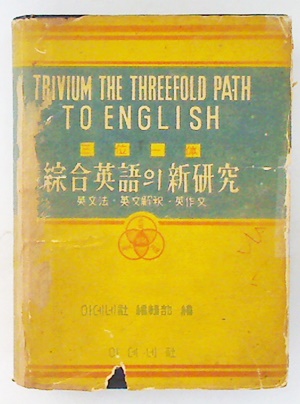 TRIVIUM THE THREEFOLD PATH
TO ENGLISH
三位一體
綜合英語의 新硏究
英文法·英文解釈·英作文
아데네社 編輯部 編
아데네社